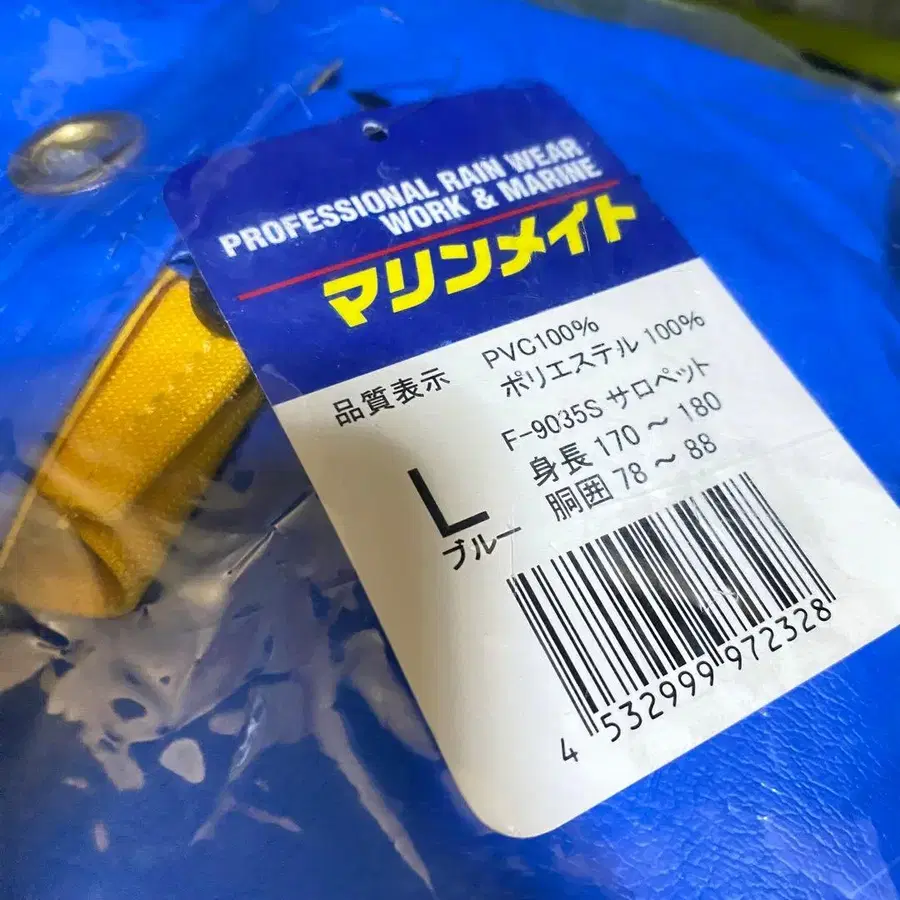 PROFESSIONAL RAIN WEAR
WORK & MARINE
マリンメイト
品質表示 PVC100%
ポリエステル 100%
F-9035S サロペット
L 身長 170 ~ 180
ブルー 胴囲 78 ~ 88
4 532999 972328